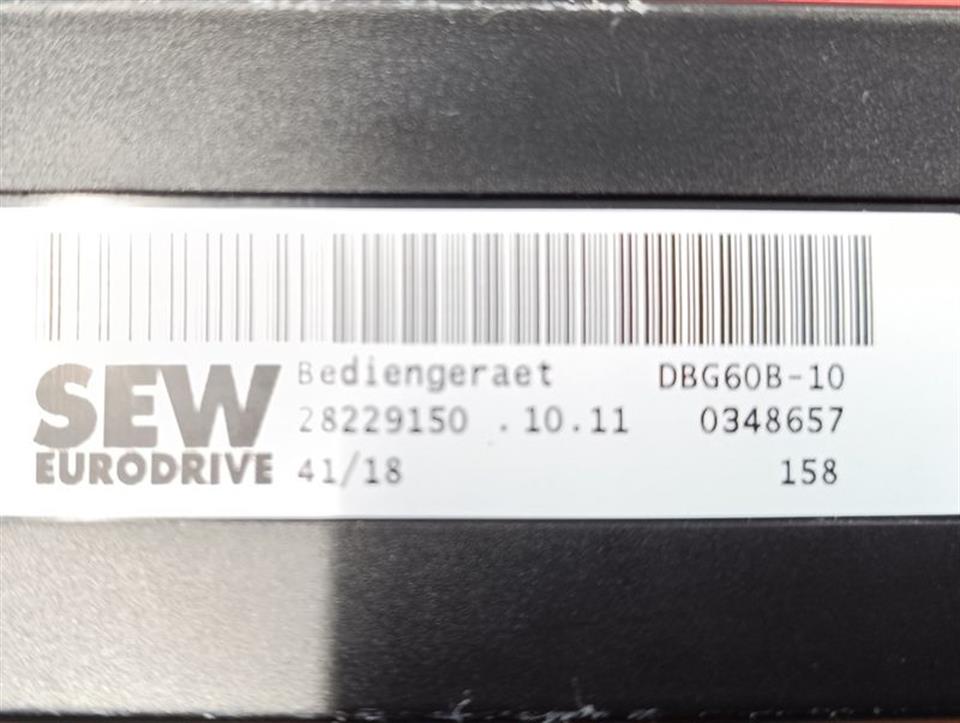 SEW
EURODRIVE
Bediengeraet DBG60B-10
28229150 .10.11 0348657
41/18 158